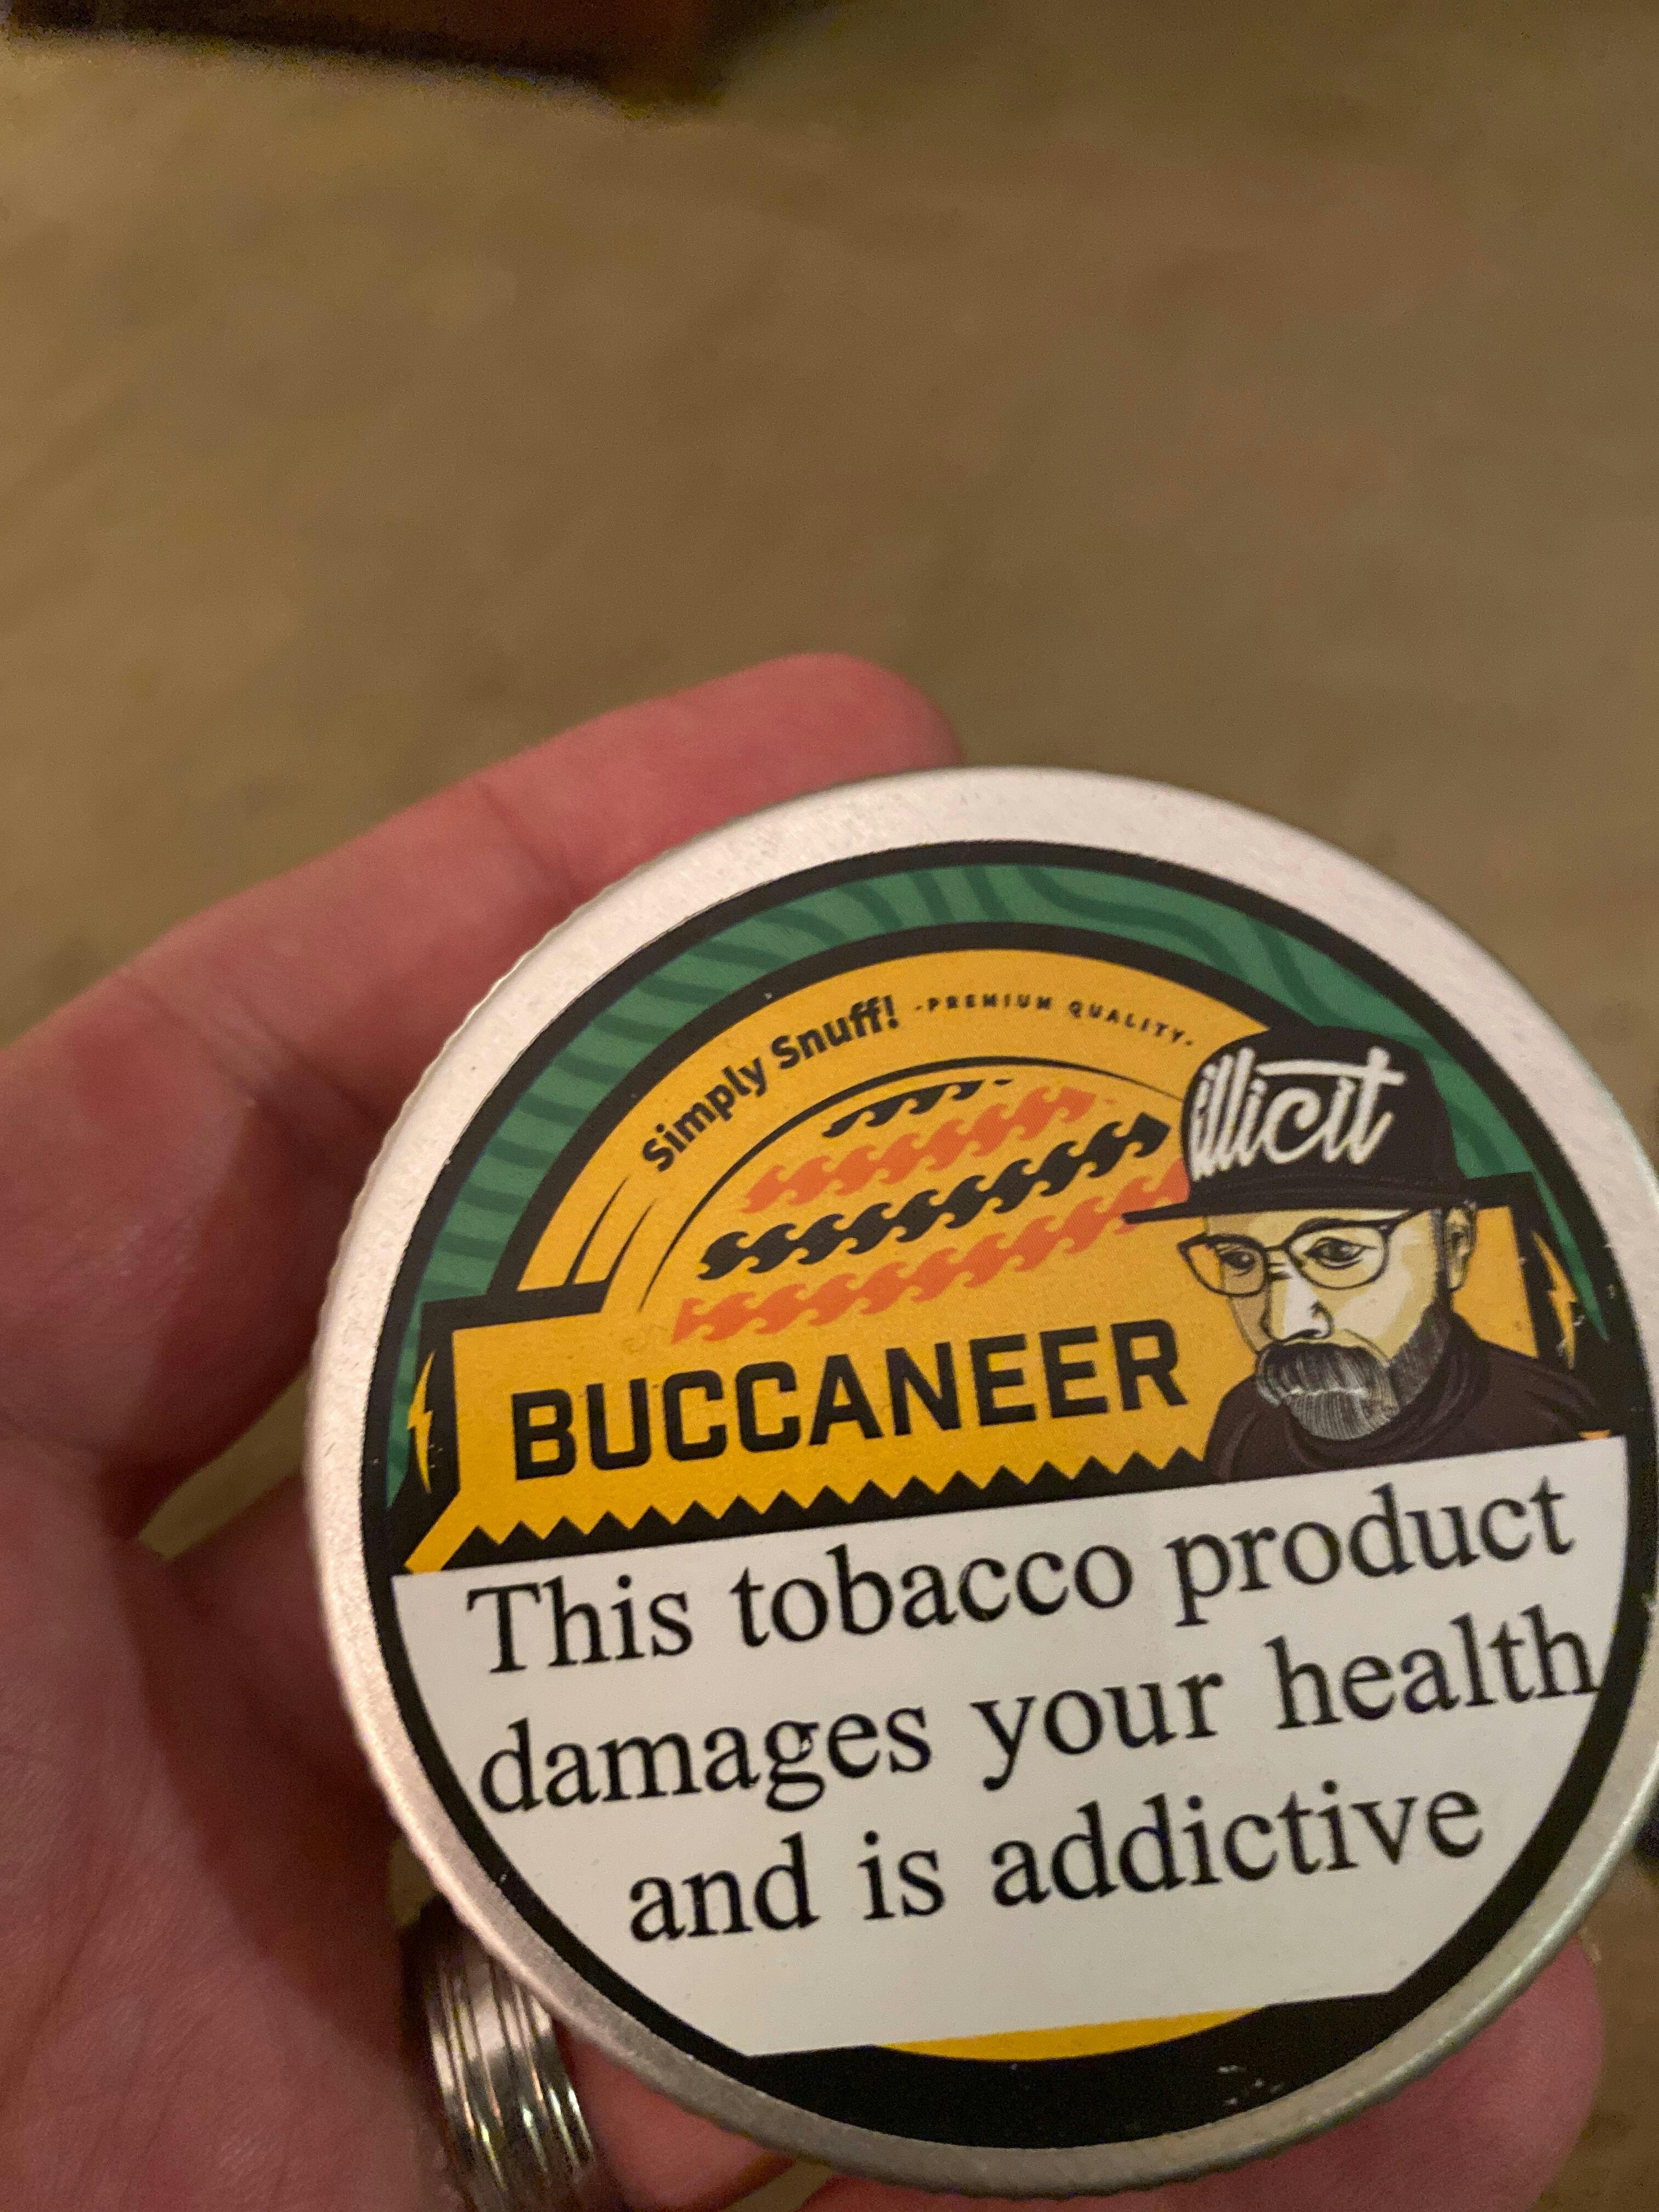 Simply Snuff! -PREMIUM QUALITY-
illicit
BUCCANEER
This tobacco product
damages your health
and is addictive